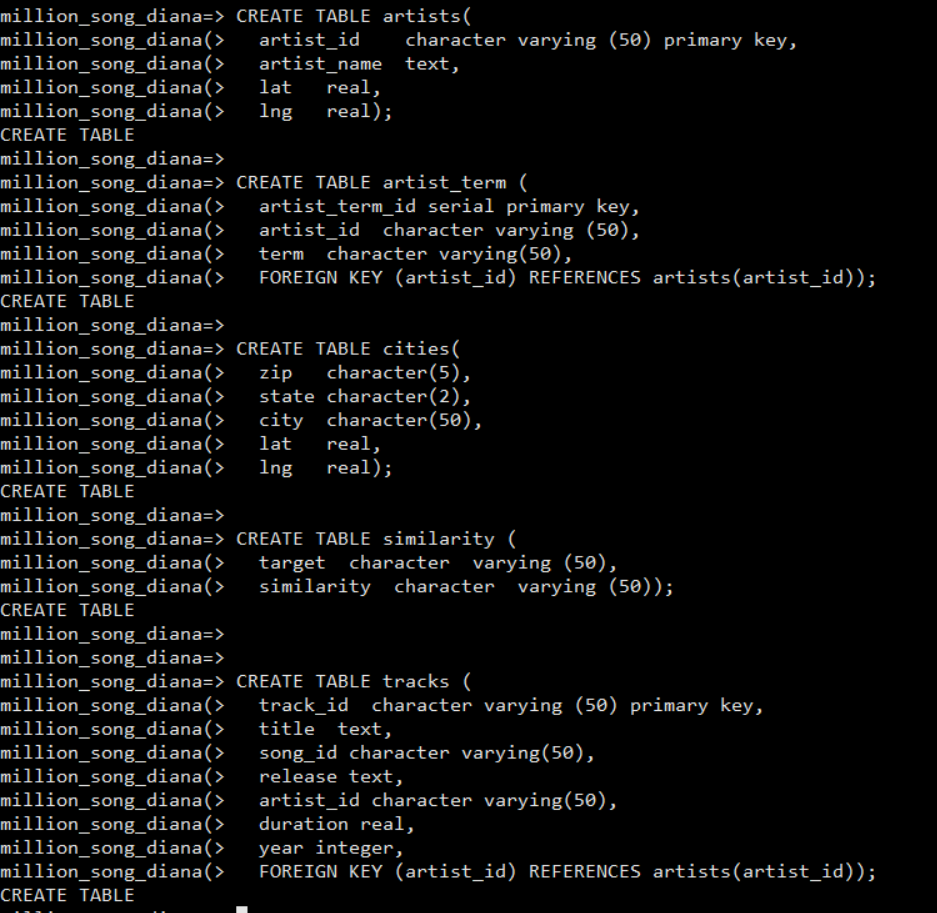 million_song_diana=> CREATE TABLE artists(
million_song_diana(>   artist_id    character varying (50) primary key,
million_song_diana(>   artist_name  text,
million_song_diana(>   lat   real,
million_song_diana(>   lng   real);
CREATE TABLE
million_song_diana=>
million_song_diana=> CREATE TABLE artist_term (
million_song_diana(>   artist_term_id serial primary key,
million_song_diana(>   artist_id  character varying (50),
million_song_diana(>   term  character varying(50),
million_song_diana(>   FOREIGN KEY (artist_id) REFERENCES artists(artist_id));
CREATE TABLE
million_song_diana=>
million_song_diana=> CREATE TABLE cities(
million_song_diana(>   zip   character(5),
million_song_diana(>   state character(2),
million_song_diana(>   city  character(50),
million_song_diana(>   lat   real,
million_song_diana(>   lng   real);
CREATE TABLE
million_song_diana=>
million_song_diana=> CREATE TABLE similarity (
million_song_diana(>   target  character  varying (50),
million_song_diana(>   similarity  character  varying (50));
CREATE TABLE
million_song_diana=>
million_song_diana=>
million_song_diana=> CREATE TABLE tracks (
million_song_diana(>   track_id  character varying (50) primary key,
million_song_diana(>   title  text,
million_song_diana(>   song_id character varying(50),
million_song_diana(>   release text,
million_song_diana(>   artist_id character varying(50),
million_song_diana(>   duration real,
million_song_diana(>   year integer,
million_song_diana(>   FOREIGN KEY (artist_id) REFERENCES artists(artist_id));
CREATE TABLE